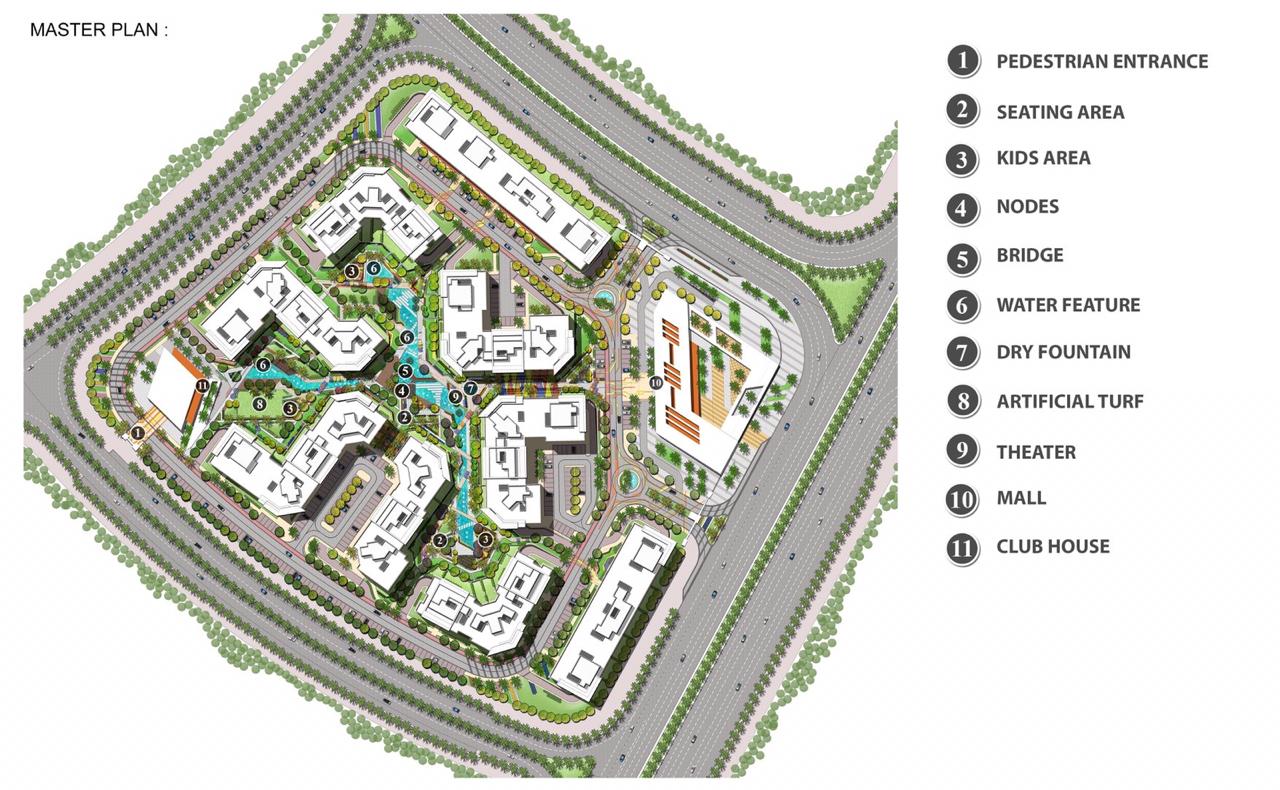 MASTER PLAN :
1 PEDESTRIAN ENTRANCE
2 SEATING AREA
3 KIDS AREA
4 NODES
5 BRIDGE
6 WATER FEATURE
7 DRY FOUNTAIN
8 ARTIFICIAL TURF
9 THEATER
10 MALL
11 CLUB HOUSE
3 6
6
6
5
11
10
7
4
9
8
3
2
1
2
3